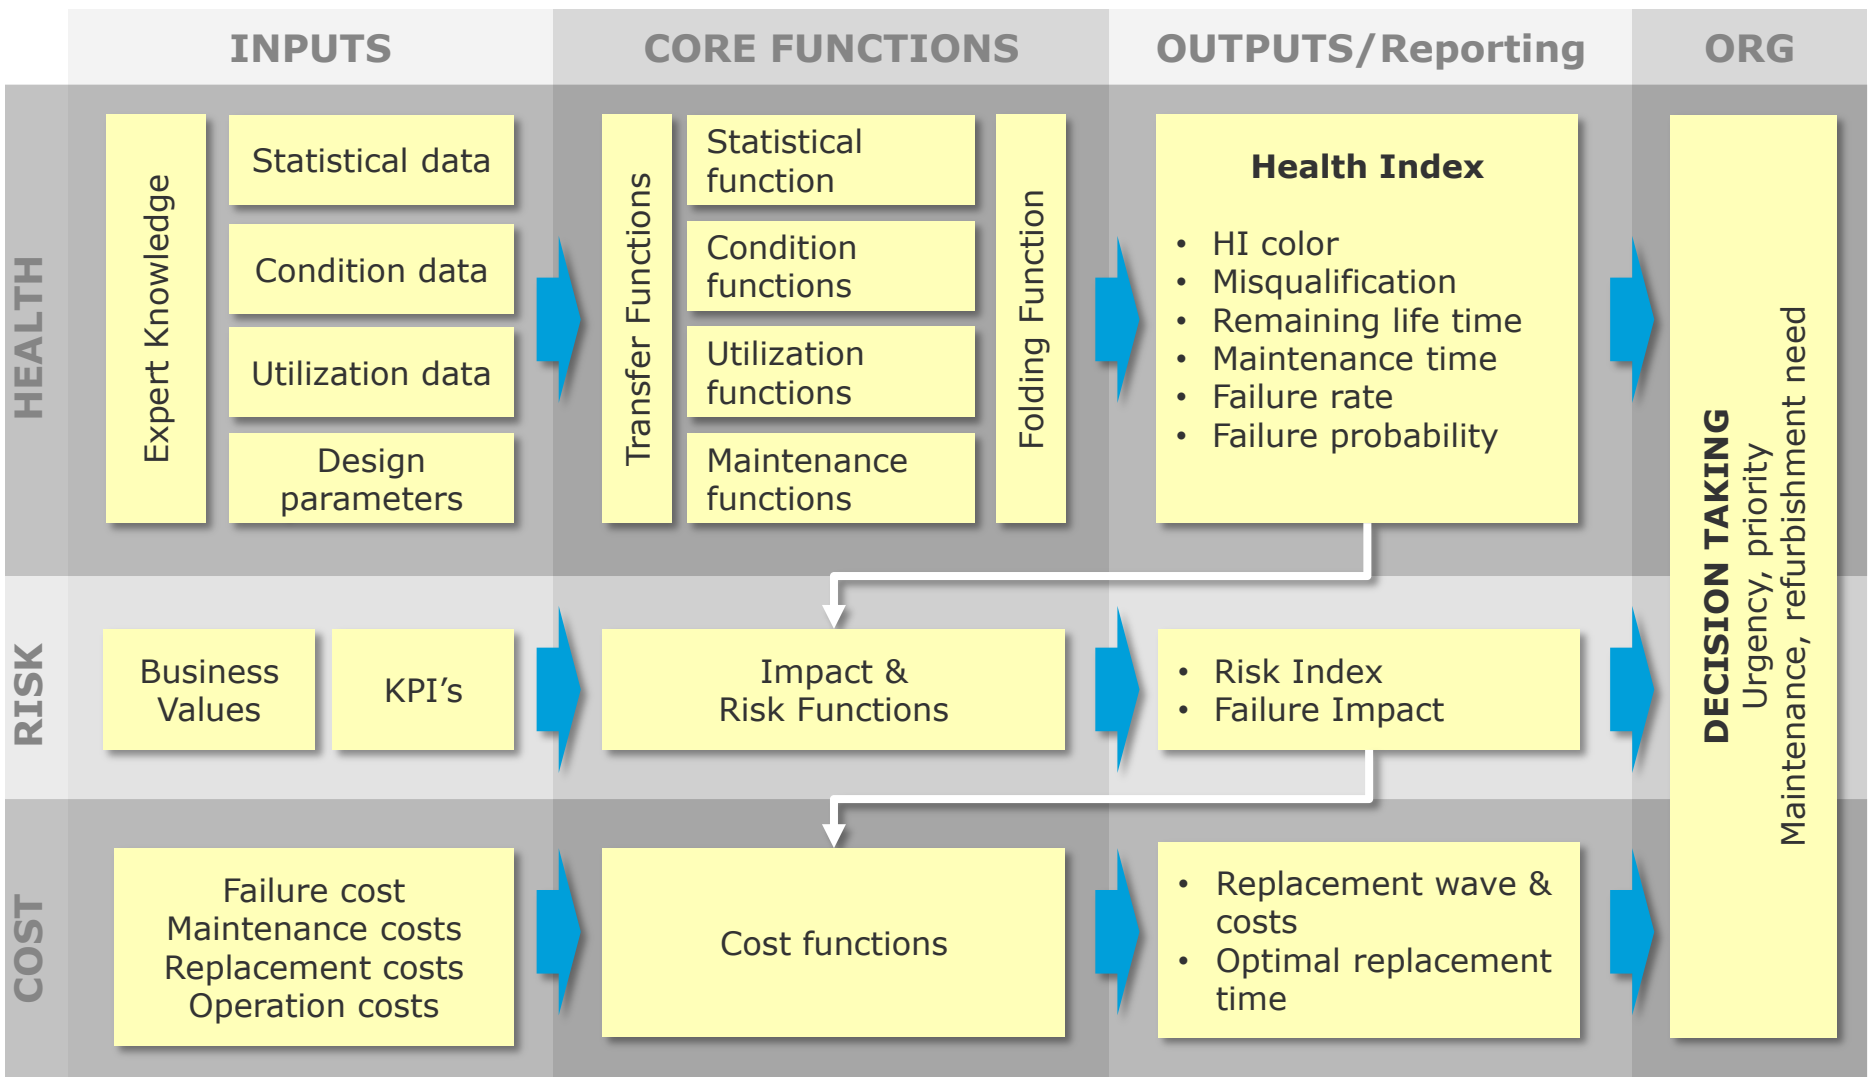 INPUTS
CORE FUNCTIONS
OUTPUTS/Reporting
ORG
HEALTH
Expert Knowledge
Statistical data
Condition data
Utilization data
Design
parameters
Transfer Functions
Statistical
function
Condition
functions
Utilization
functions
Maintenance
functions
Folding Function
Health Index
• HI color
• Misqualification
• Remaining life time
• Maintenance time
• Failure rate
• Failure probability
DECISION TAKING
Urgency, priority
Maintenance, refurbishment need
RISK
Business
Values
KPI’s
Impact &
Risk Functions
• Risk Index
• Failure Impact
COST
Failure cost
Maintenance costs
Replacement costs
Operation costs
Cost functions
• Replacement wave &
costs
• Optimal replacement
time